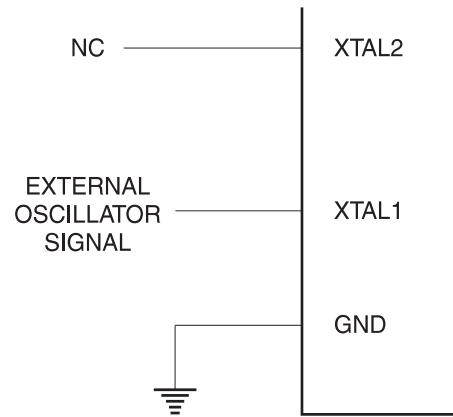 NC
XTAL2
EXTERNAL
OSCILLATOR
SIGNAL
XTAL1
GND